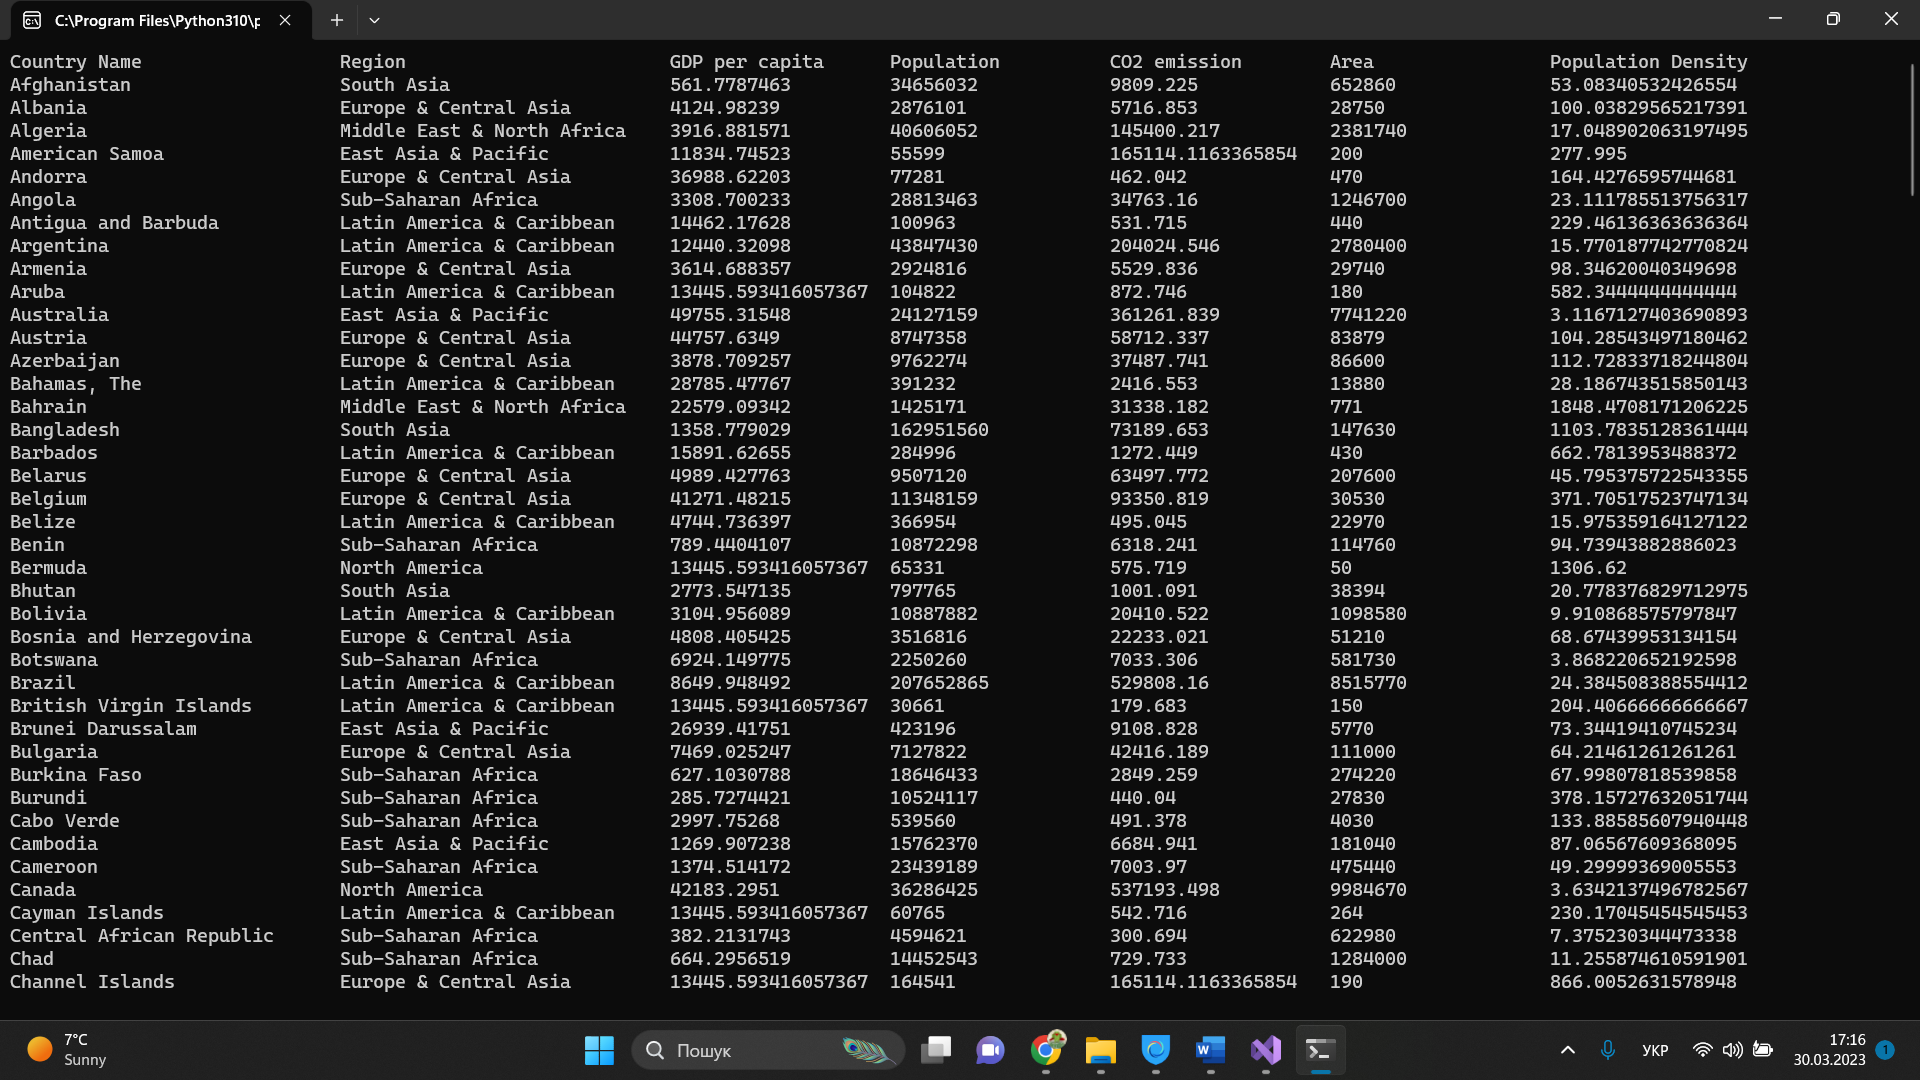 C:\Program Files\Python310\p
Country Name Region GDP per capita Population CO2 emission Area Population Density
Afghanistan South Asia 561.7787463 34656032 9809.225 652860 53.08340532426554
Albania Europe & Central Asia 4124.98239 2876101 5716.853 28750 100.03829565217391
Algeria Middle East & North Africa 3916.881571 40606052 145400.217 2381740 17.048902063197495
American Samoa East Asia & Pacific 11834.74523 55599 165114.1163365854 200 277.995
Andorra Europe & Central Asia 36988.62203 77281 462.042 470 164.4276595744681
Angola Sub-Saharan Africa 3308.700233 28813463 34763.16 1246700 23.111785513756317
Antigua and Barbuda Latin America & Caribbean 14462.17628 100963 531.715 440 229.46136363636364
Argentina Latin America & Caribbean 12440.32098 43847430 204024.546 2780400 15.770187742770824
Armenia Europe & Central Asia 3614.688357 2924816 5529.836 29740 98.34620040349698
Aruba Latin America & Caribbean 13445.593416057367 104822 872.746 180 582.3444444444444
Australia East Asia & Pacific 49755.31548 24127159 361261.839 7741220 3.1167127403690893
Austria Europe & Central Asia 44757.6349 8747358 58712.337 83879 104.28543497180462
Azerbaijan Europe & Central Asia 3878.709257 9762274 37487.741 86600 112.72833718244804
Bahamas, The Latin America & Caribbean 28785.47767 391232 2416.553 13880 28.186743515850143
Bahrain Middle East & North Africa 22579.09342 1425171 31338.182 771 1848.4708171206225
Bangladesh South Asia 1358.779029 162951560 73189.653 147630 1103.7835128361444
Barbados Latin America & Caribbean 15891.62655 284996 1272.449 430 662.7813953488372
Belarus Europe & Central Asia 4989.427763 9507120 63497.772 207600 45.795375722543355
Belgium Europe & Central Asia 41271.48215 11348159 93350.819 30530 371.70517523747134
Belize Latin America & Caribbean 4744.736397 366954 495.045 22970 15.975359164127122
Benin Sub-Saharan Africa 789.4404107 10872298 6318.241 114760 94.73943882886023
Bermuda North America 13445.593416057367 65331 575.719 50 1306.62
Bhutan South Asia 2773.547135 797765 1001.091 38394 20.778376829712975
Bolivia Latin America & Caribbean 3104.956089 10887882 20410.522 1098580 9.910868575797847
Bosnia and Herzegovina Europe & Central Asia 4808.405425 3516816 22233.021 51210 68.67439953134154
Botswana Sub-Saharan Africa 6924.149775 2250260 7033.306 581730 3.868220652192598
Brazil Latin America & Caribbean 8649.948492 207652865 529808.16 8515770 24.384508388554412
British Virgin Islands Latin America & Caribbean 13445.593416057367 30661 179.683 150 204.40666666666667
Brunei Darussalam East Asia & Pacific 26939.41751 423196 9108.828 5770 73.34419410745234
Bulgaria Europe & Central Asia 7469.025247 7127822 42416.189 111000 64.21461261261261
Burkina Faso Sub-Saharan Africa 627.1030788 18646433 2849.259 274220 67.99807818539858
Burundi Sub-Saharan Africa 285.7274421 10524117 440.04 27830 378.15727632051744
Cabo Verde Sub-Saharan Africa 2997.75268 539560 491.378 4030 133.88585607940448
Cambodia East Asia & Pacific 1269.907238 15762370 6684.941 181040 87.06567609368095
Cameroon Sub-Saharan Africa 1374.514172 23439189 7003.97 475440 49.29999369005553
Canada North America 42183.2951 36286425 537193.498 9984670 3.6342137496782567
Cayman Islands Latin America & Caribbean 13445.593416057367 60765 542.716 264 230.17045454545453
Central African Republic Sub-Saharan Africa 382.2131743 4594621 300.694 622980 7.375230344473338
Chad Sub-Saharan Africa 664.2956519 14452543 729.733 1284000 11.255874610591901
Channel Islands Europe & Central Asia 13445.593416057367 164541 165114.1163365854 190 866.0052631578948
7°C
Sunny
Пошук
УКР
17:16
30.03.2023
1